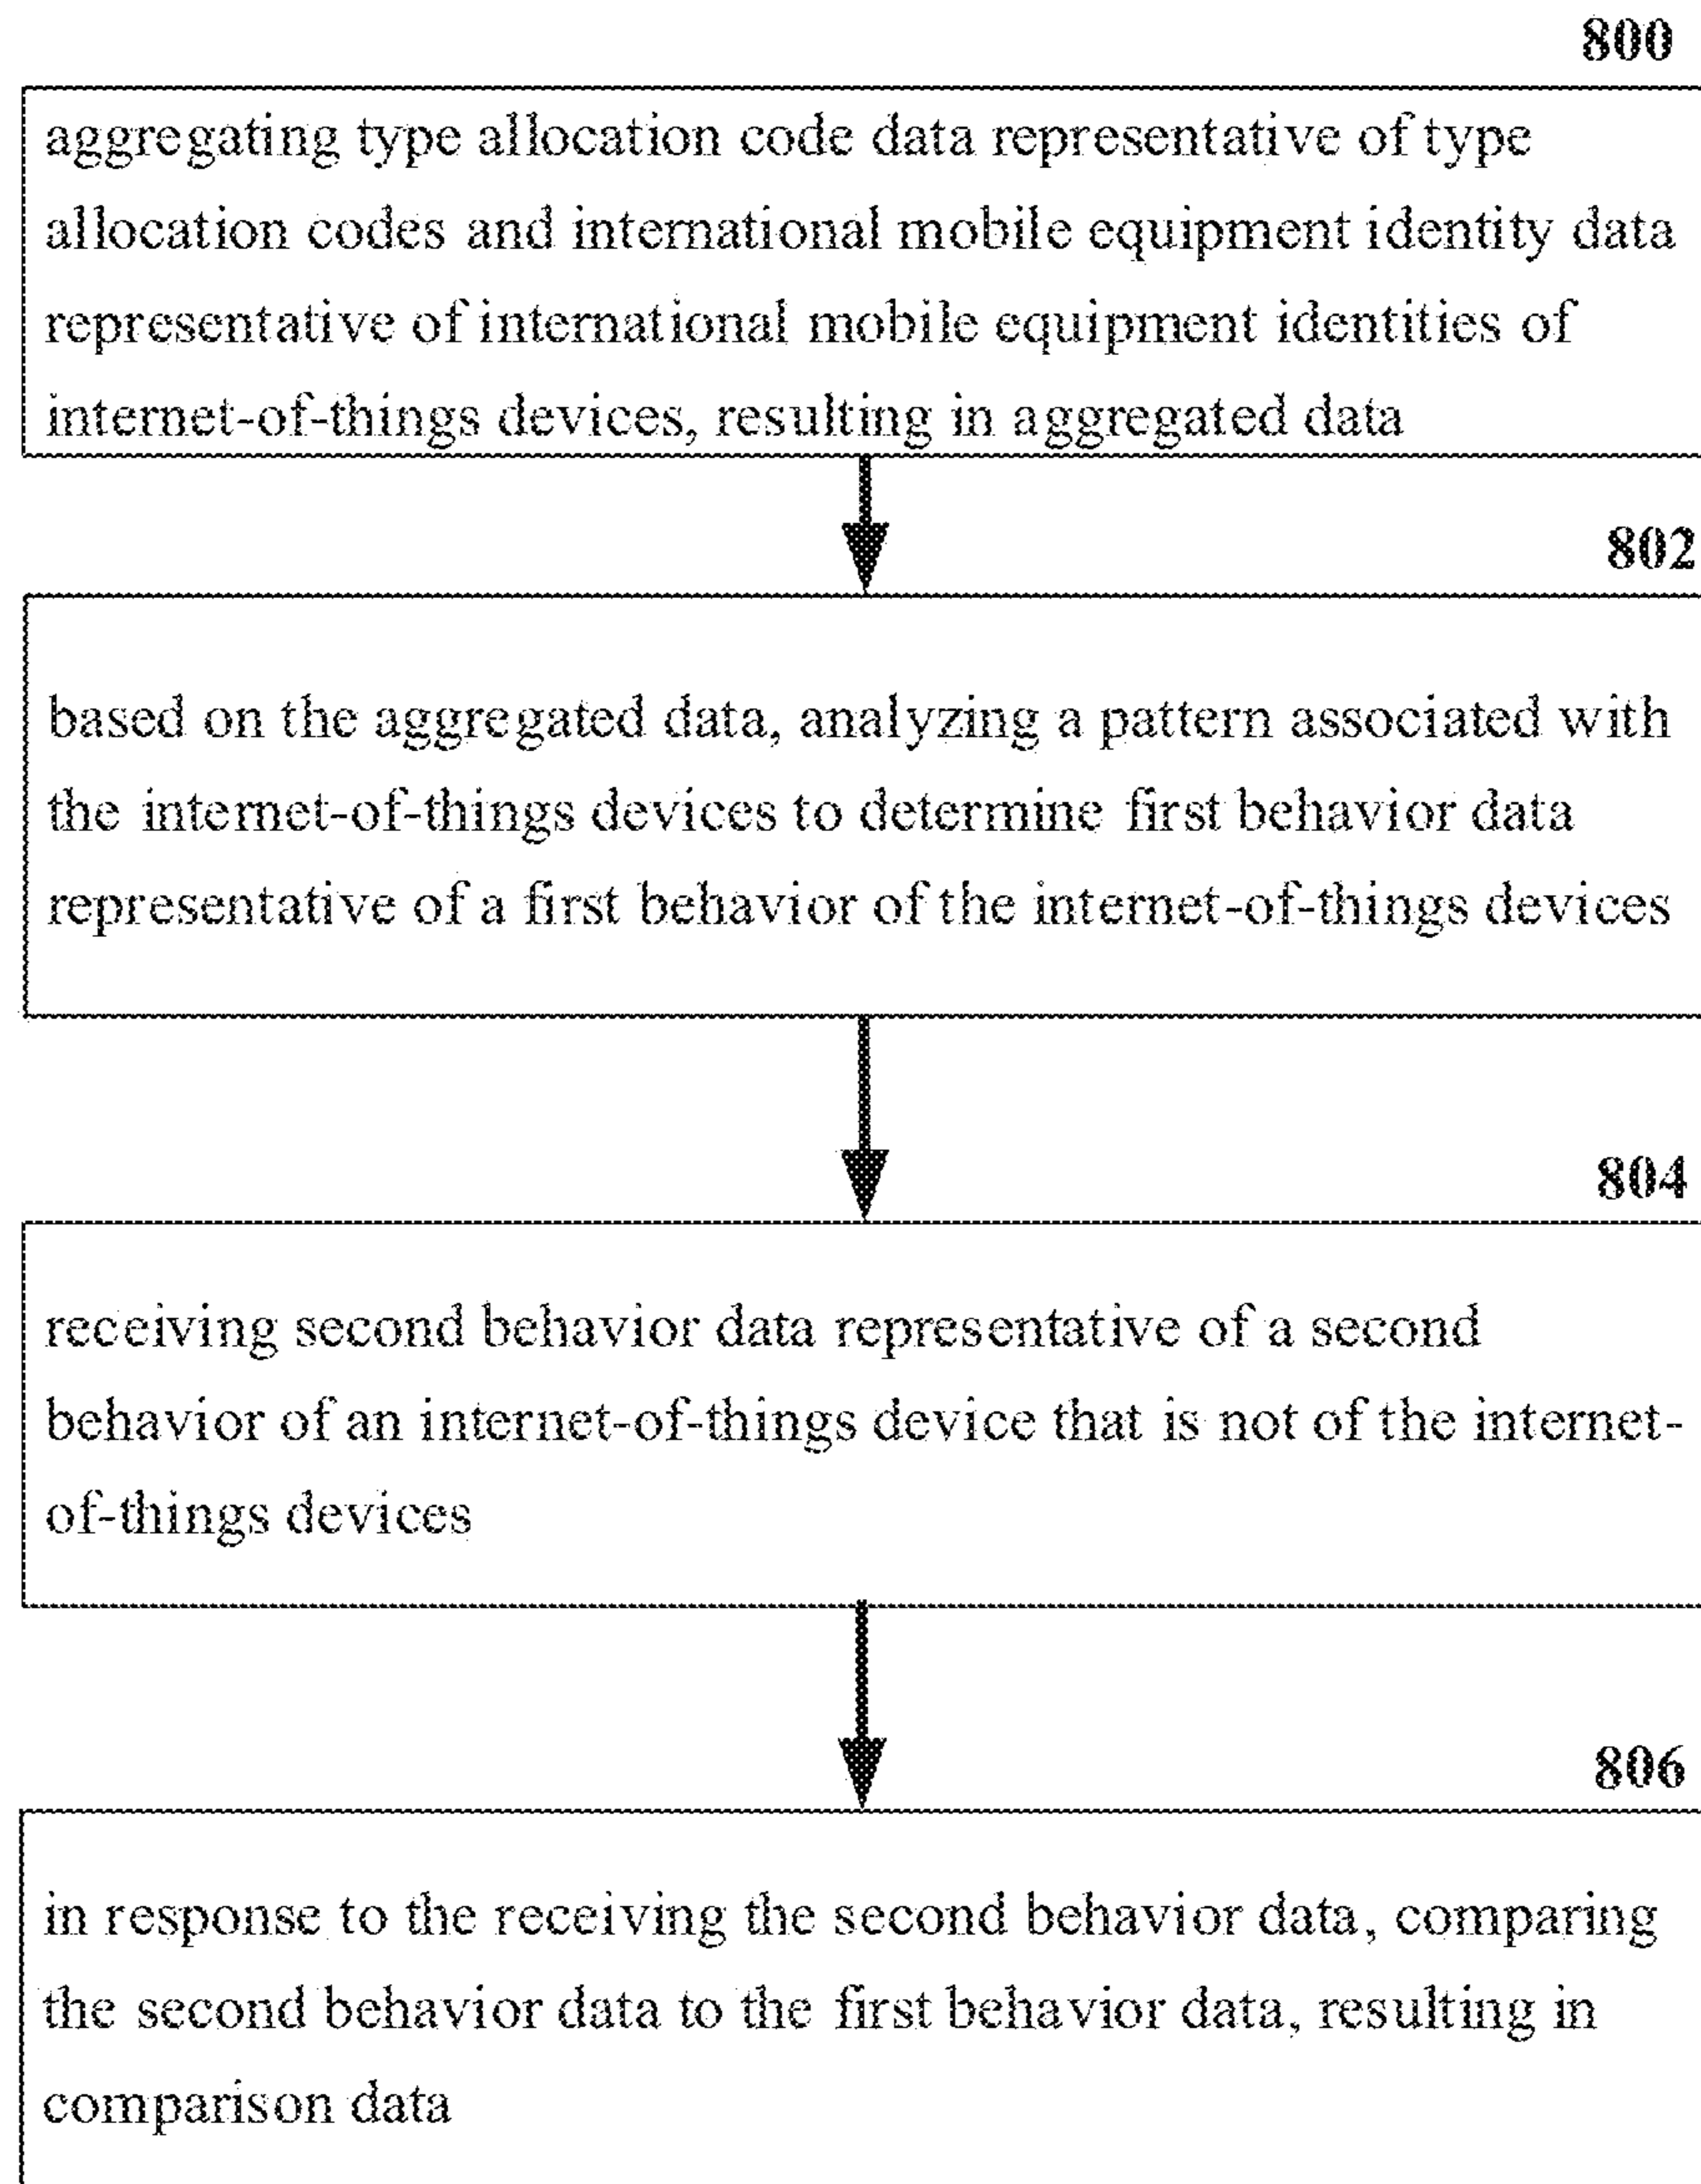 800
aggregating type allocation code data representative of type
allocation codes and international mobile equipment identity data
representative of international mobile equipment identities of
internet-of-things devices, resulting in aggregated data
802
based on the aggregated data, analyzing a pattern associated with
the internet-of-things devices to determine first behavior data
representative of a first behavior of the internet-of-things devices
804
receiving second behavior data representative of a second
behavior of an internet-of-things device that is not of the internet-
of-things devices
806
in response to the receiving the second behavior data, comparing
the second behavior data to the first behavior data, resulting in
comparison data